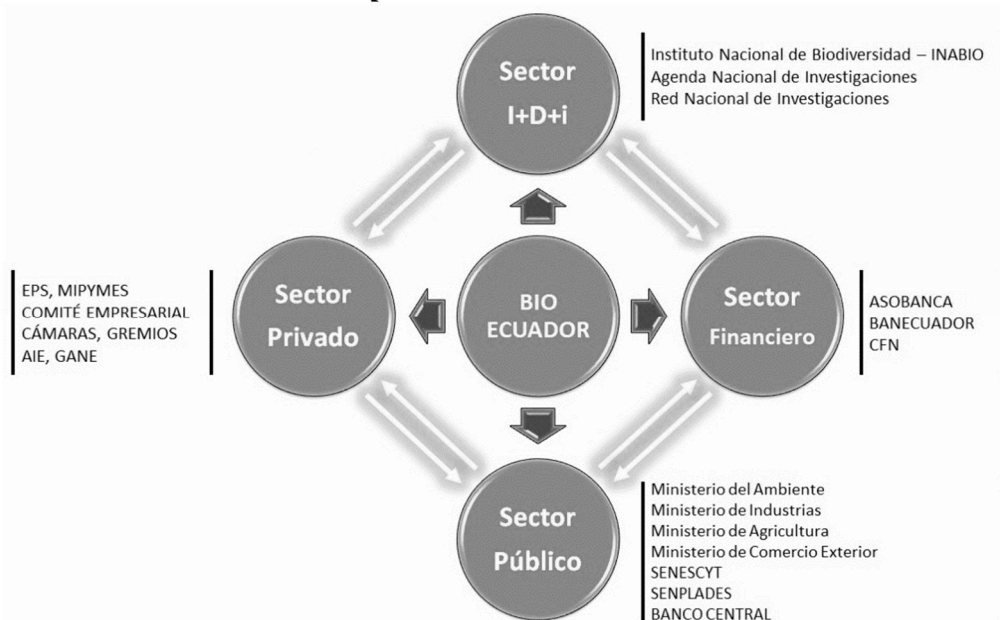 Sector
I+D+i
Instituto Nacional de Biodiversidad – INABIO
Agenda Nacional de Investigaciones
Red Nacional de Investigaciones
EPS, MIPYMES
COMITÉ EMPRESARIAL
CÁMARAS, GREMIOS
AIE, GANE
Sector
Privado
BIO
ECUADOR
Sector
Financiero
ASOBANCA
BANECUADOR
CFN
Sector
Público
Ministerio del Ambiente
Ministerio de Industrias
Ministerio de Agricultura
Ministerio de Comercio Exterior
SENESCYT
SENPLADES
BANCO CENTRAL